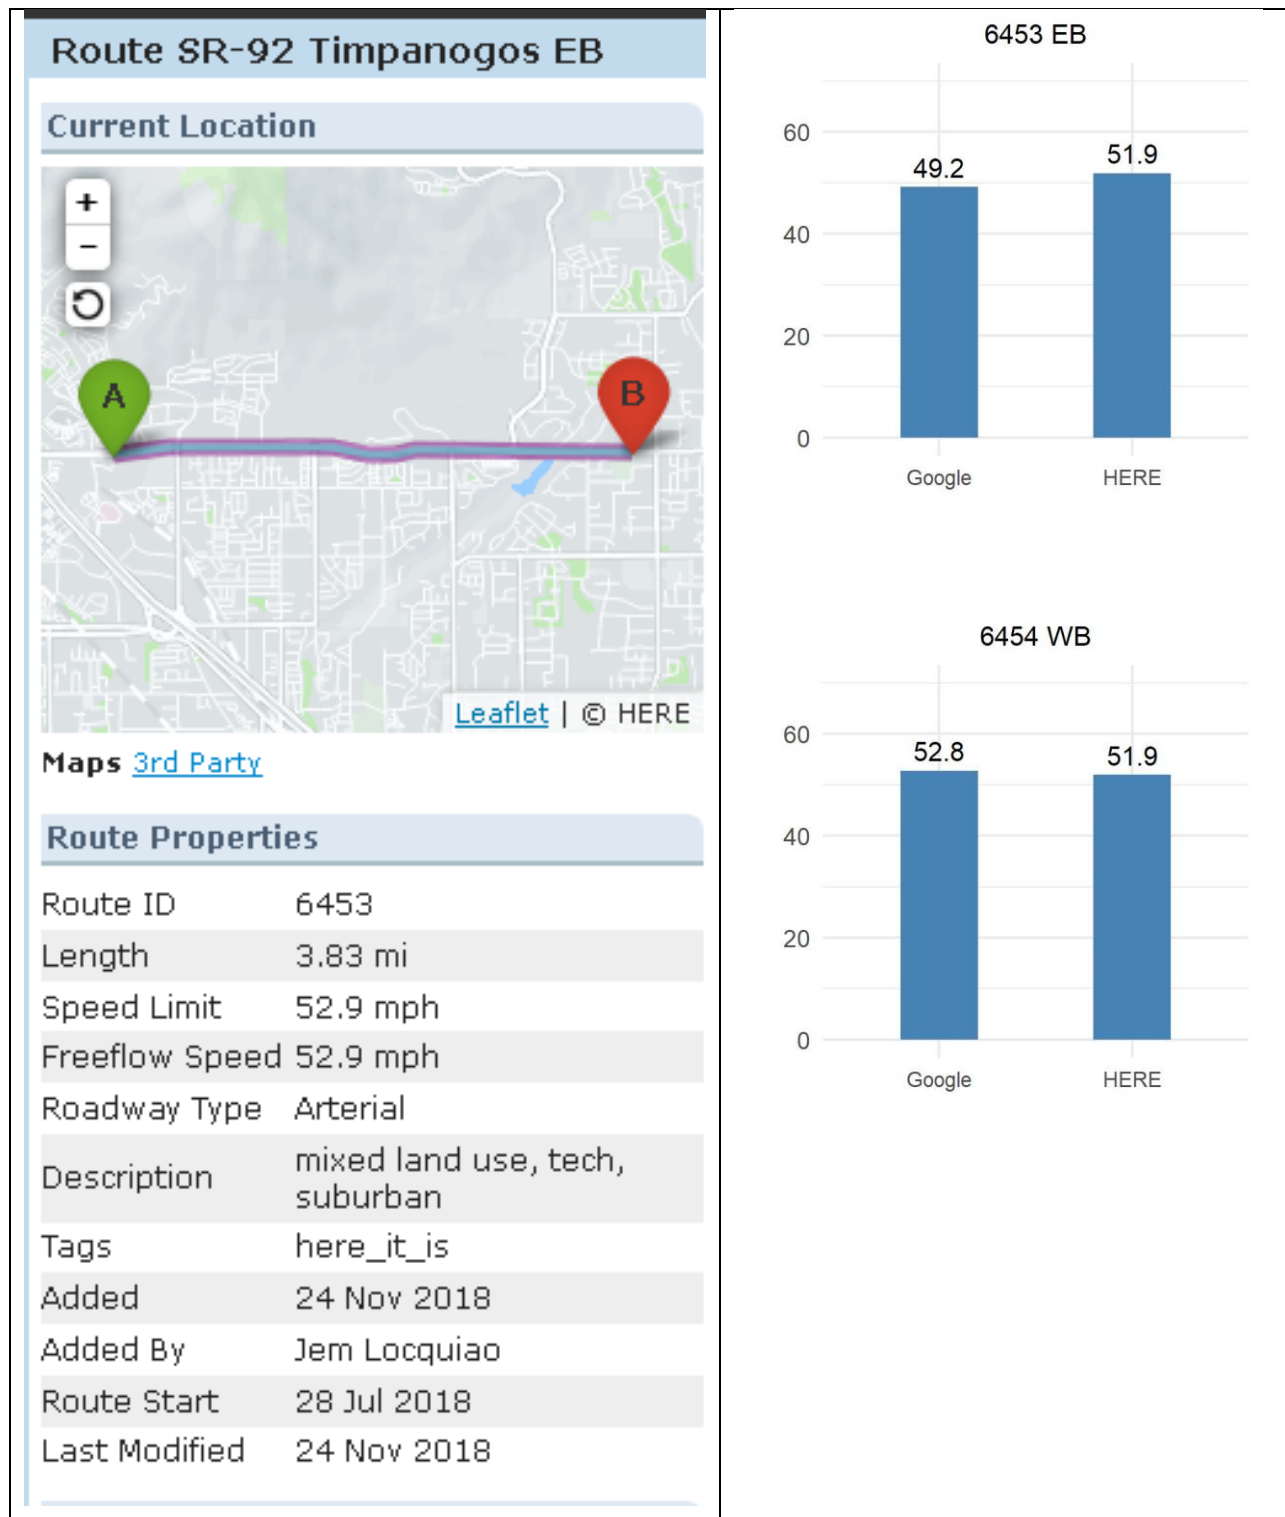 Route SR-92 Timpanogos EB
Current Location
+
−
A
B
Leaflet | © HERE
Maps 3rd Party
Route Properties
Route ID 6453
Length 3.83 mi
Speed Limit 52.9 mph
Freeflow Speed 52.9 mph
Roadway Type Arterial
Description mixed land use, tech,
suburban
Tags here_it_is
Added 24 Nov 2018
Added By Jem Locquiao
Route Start 28 Jul 2018
Last Modified 24 Nov 2018
6453 EB
60
40
20
0
49.2
51.9
Google HERE
6454 WB
60
40
20
0
52.8
51.9
Google HERE